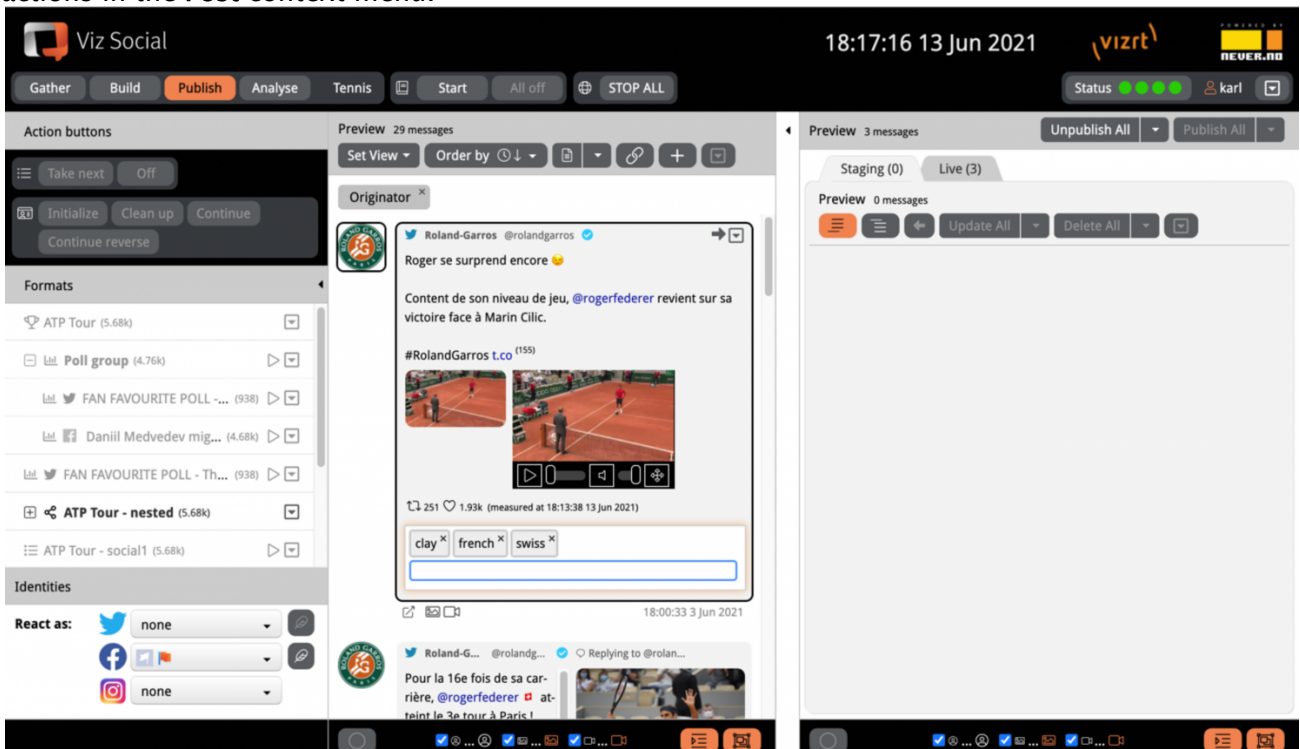 actions in the Post context menu.
Viz Social
18:17:16 13 Jun 2021
vizrt
POWERED BY
never.no
Gather Build Publish Analyse Tennis Start All off STOP ALL
Status karl
Action buttons
Take next Off
Initialize Clean up Continue
Continue reverse
Formats
ATP Tour (5.68k)
Poll group (4.76k)
FAN FAVOURITE POLL -... (938)
Daniil Medvedev mig... (4.68k)
FAN FAVOURITE POLL - Th... (938)
ATP Tour - nested (5.68k)
ATP Tour - social1 (5.68k)
Identities
React as: none
none
Preview 29 messages
Set View Order by
Originator ×
ROLAND GARROS
PARIS
Roland-Garros @rolandgarros
Roger se surprend encore 😉
Content de son niveau de jeu, @rogerfederer revient sur sa
victoire face à Marin Cilic.
#RolandGarros t.co (155)
251 1.93k (measured at 18:13:38 13 Jun 2021)
clay × french × swiss ×
18:00:33 3 Jun 2021
ROLAND GARROS
Roland-G... @rolandg... Replying to @rolan...
Pour la 16e fois de sa car-
rière, @rogerfederer 🇨🇭 at-
teint le 3e tour à Paris !
... ... ...
Preview 3 messages
Unpublish All Publish All
Staging (0) Live (3)
Preview 0 messages
Update All Delete All
... ... ...